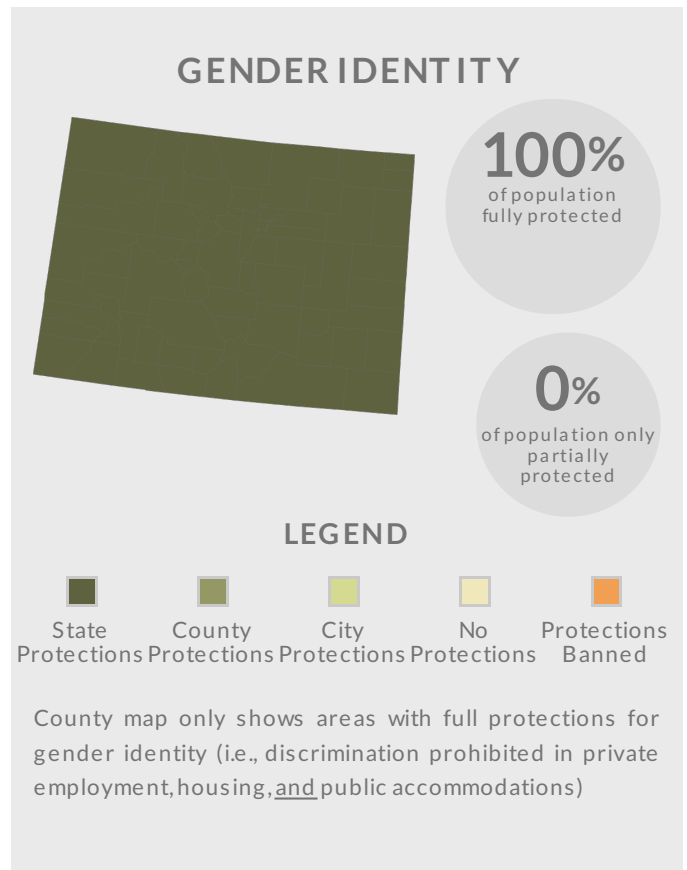 GENDER IDENTITY
100%
of population
fully protected
0%
of population only
partially
protected
LEGEND
State
Protections
County
Protections
City
Protections
No
Protections
Protections
Banned
County map only shows areas with full protections for
gender identity (i.e., discrimination prohibited in private
employment, housing, and public accommodations)